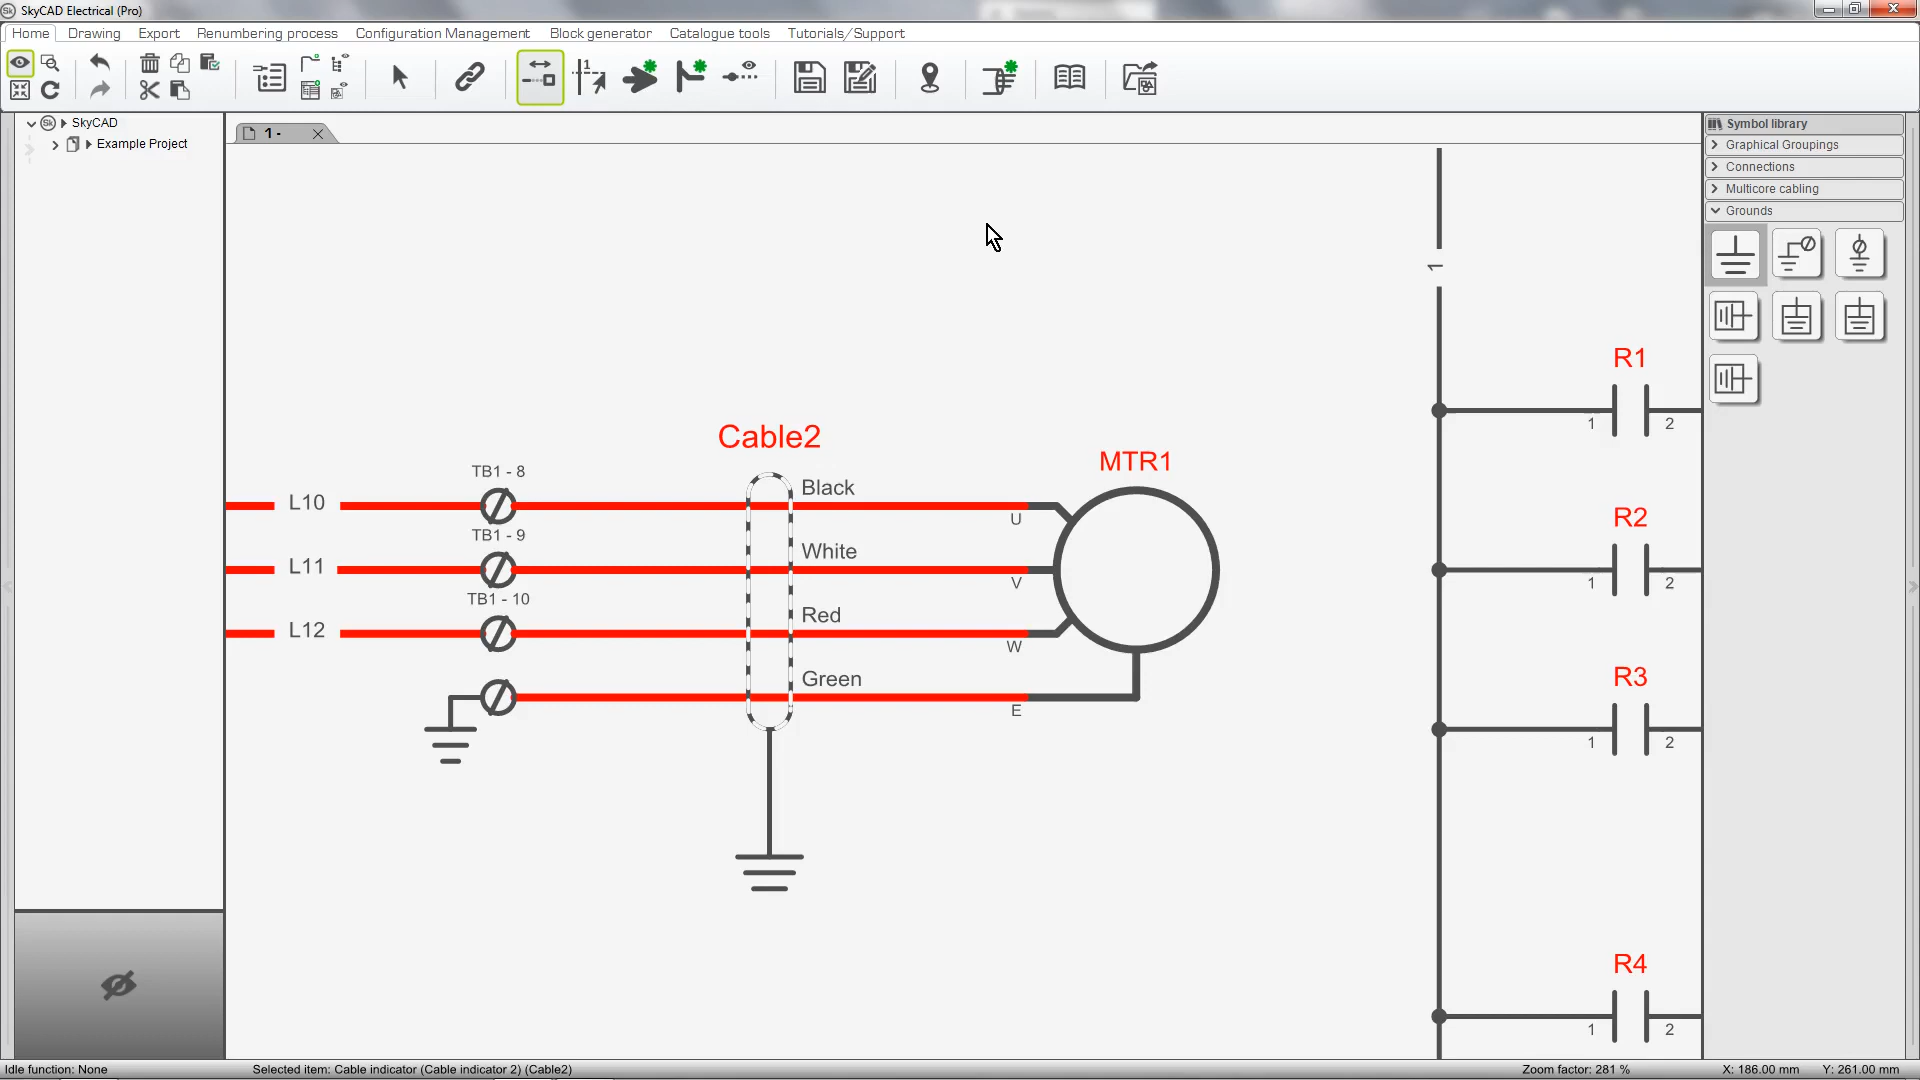 SkyCAD Electrical (Pro)
Home Drawing Export Renumbering process Configuration Management Block generator Catalogue tools Tutorials/Support
SkyCAD
Example Project
1 -
Symbol library
Graphical Groupings
Connections
Multicore cabling
Grounds
1
R1
1 2
Cable2
MTR1
TB1 - 8
Black
L10
U
R2
TB1 - 9
White
L11
V
1 2
TB1 - 10
Red
L12
W
Green
E
R3
1 2
R4
1 2
Idle function: None
Selected item: Cable indicator (Cable indicator 2) (Cable2)
Zoom factor: 281 %
X: 186.00 mm
Y: 261.00 mm